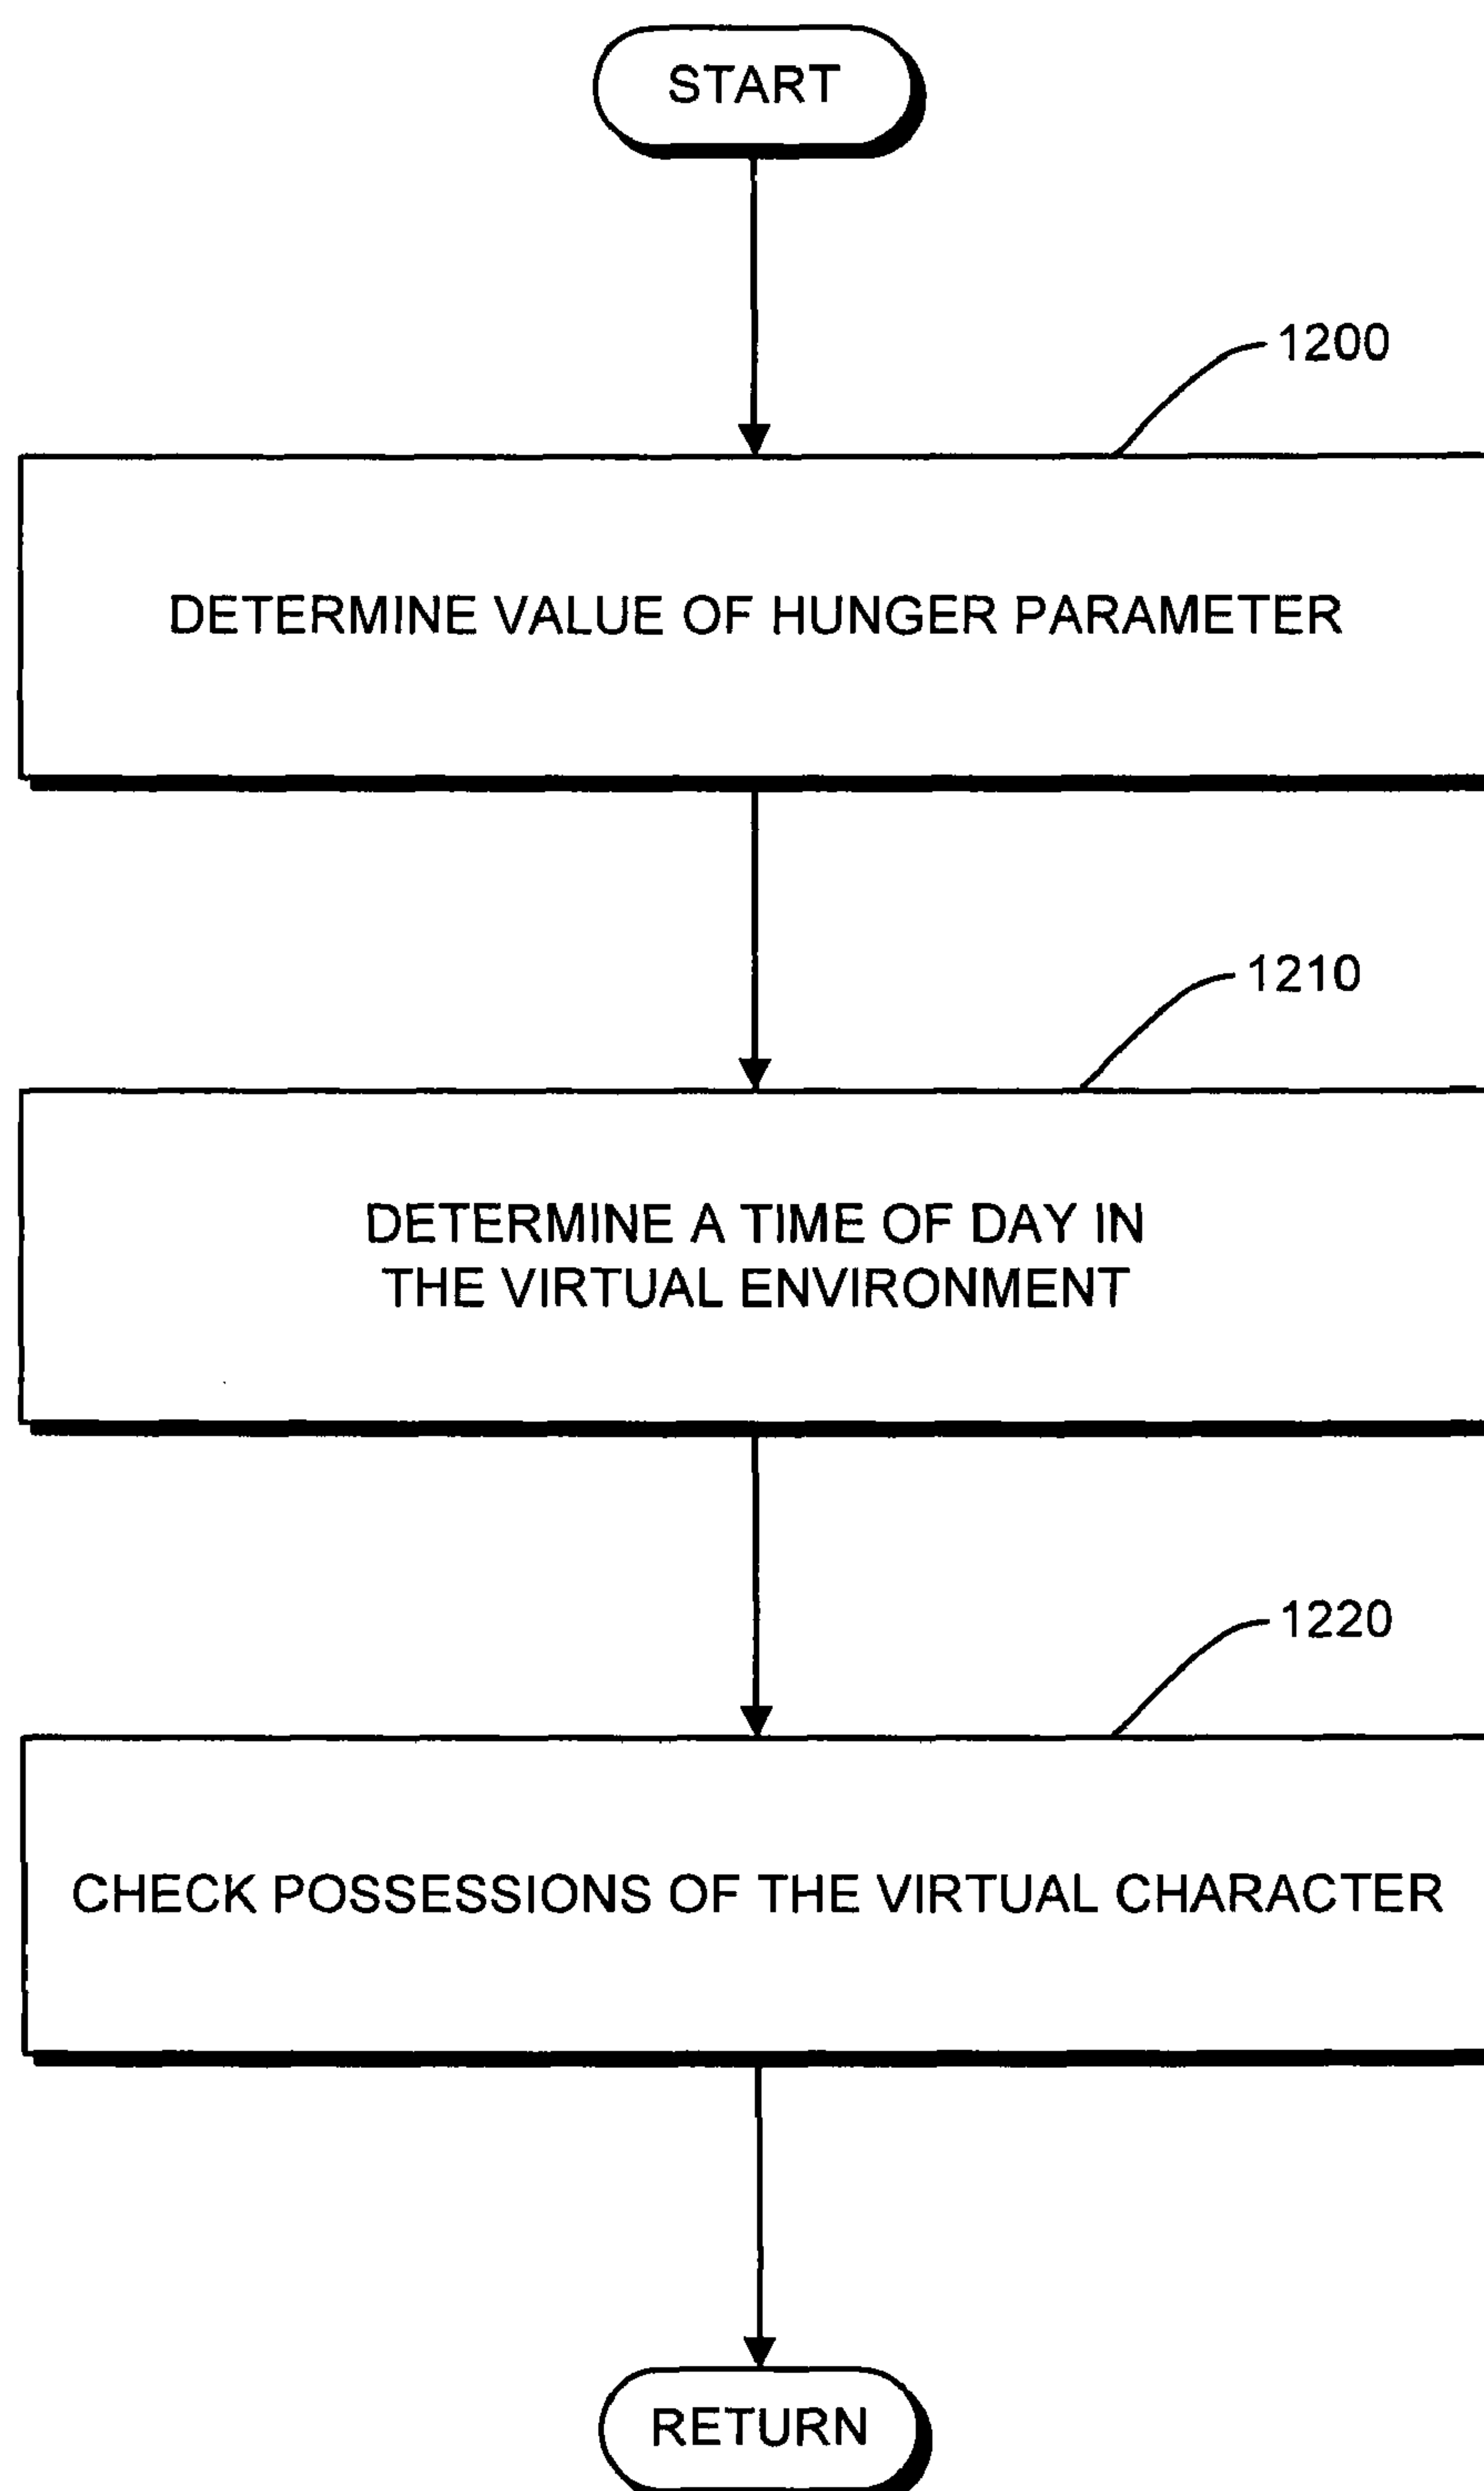 START
1200
DETERMINE VALUE OF HUNGER PARAMETER
1210
DETERMINE A TIME OF DAY IN
THE VIRTUAL ENVIRONMENT
1220
CHECK POSSESSIONS OF THE VIRTUAL CHARACTER
RETURN